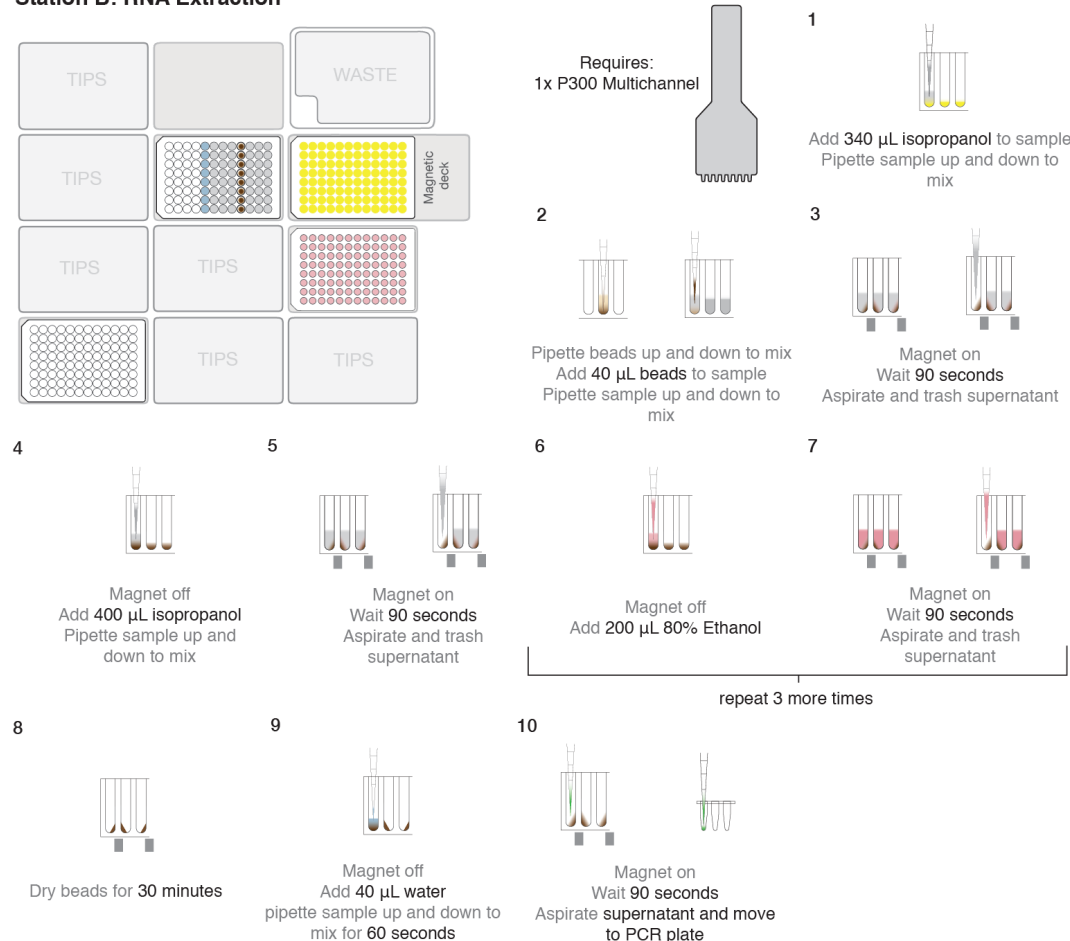 Station B: RNA Extraction
TIPS
WASTE
Requires:
1x P300 Multichannel
TIPS
Magnetic
deck
TIPS
TIPS
TIPS
TIPS
1
Add 340 µL isopropanol to sample
Pipette sample up and down to
mix
2
Pipette beads up and down to mix
Add 40 µL beads to sample
Pipette sample up and down to
mix
3
Magnet on
Wait 90 seconds
Aspirate and trash supernatant
4
Magnet off
Add 400 µL isopropanol
Pipette sample up and
down to mix
5
Magnet on
Wait 90 seconds
Aspirate and trash
supernatant
6
Magnet off
Add 200 µL 80% Ethanol
7
Magnet on
Wait 90 seconds
Aspirate and trash
supernatant
repeat 3 more times
8
Dry beads for 30 minutes
9
Magnet off
Add 40 µL water
pipette sample up and down to
mix for 60 seconds
10
Magnet on
Wait 90 seconds
Aspirate supernatant and move
to PCR plate